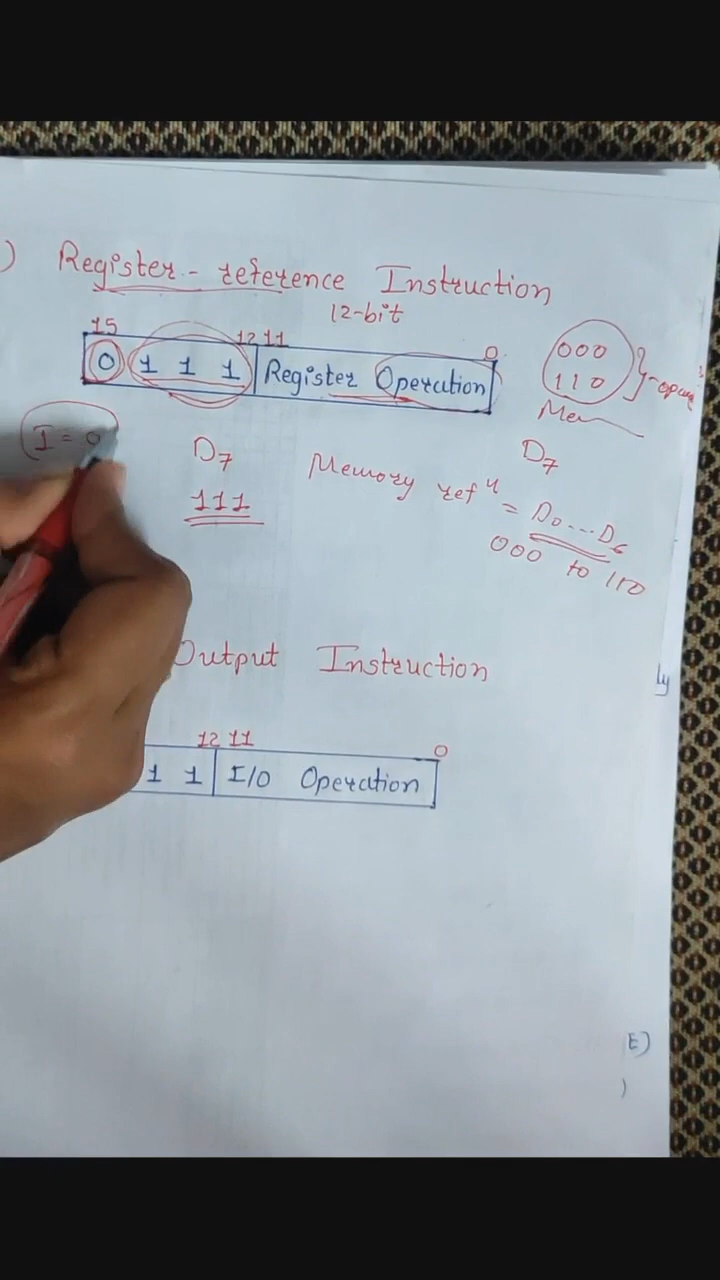 ) Register-reference Instruction
12-bit
15 12 11 0
0 1 1 1 Register Operation
000
110
I = 0
D7
111
D7
Memory ref = D0...D6
000 to 110
Output Instruction
ly
12 11 0
1 1 I/O Operation
E)
)